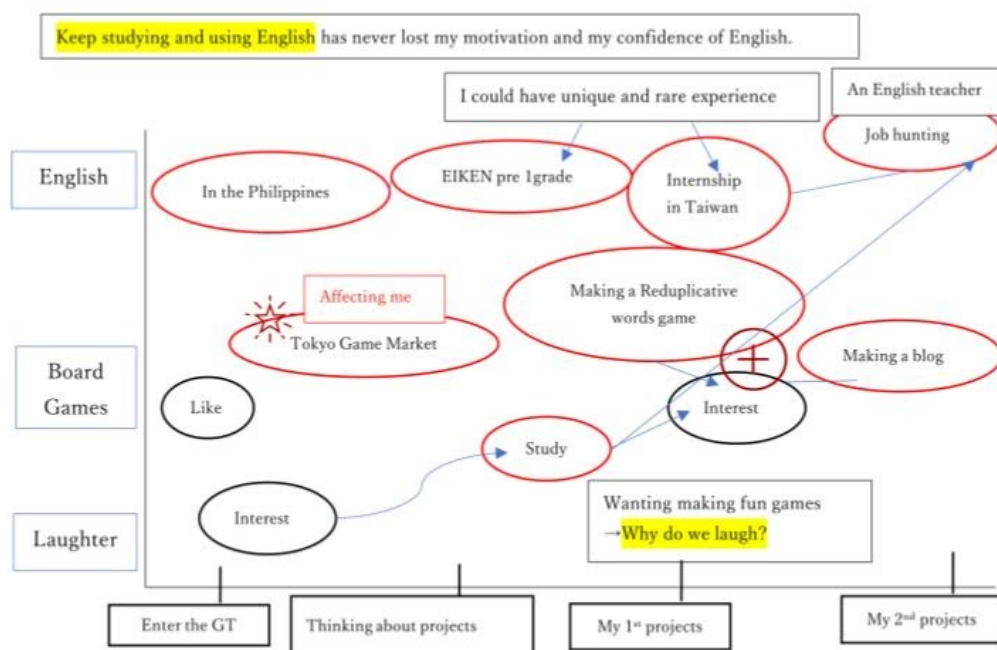 Keep studying and using English has never lost my motivation and my confidence of English.
I could have unique and rare experience
An English teacher
Job hunting
English
In the Philippines
EIKEN pre 1grade
Internship
in Taiwan
Affecting me
Tokyo Game Market
Making a Reduplicative
words game
Making a blog
Board
Games
Like
Interest
Study
Interest
Laughter
Wanting making fun games
→Why do we laugh?
Enter the GT
Thinking about projects
My 1st projects
My 2nd projects